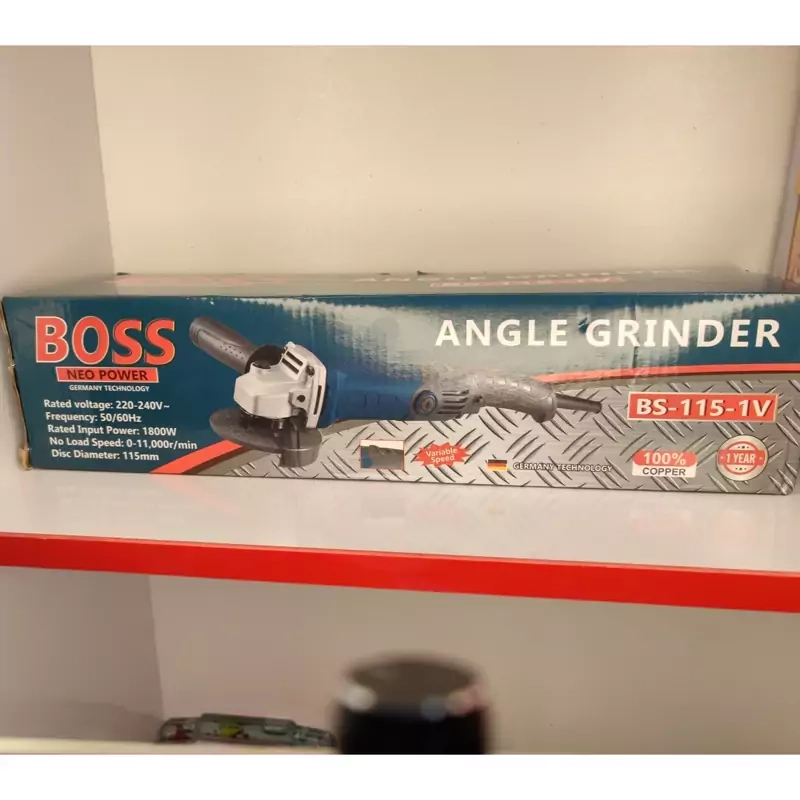 ANGLE GRINDER
BOSS
NEO POWER
GERMANY TECHNOLOGY
Rated voltage: 220-240V~
Frequency: 50/60Hz
Rated Input Power: 1800W
No Load Speed: 0-11,000r/min
Disc Diameter: 115mm
ANGLE GRINDER
BS-115-1V
Variable
Speed
GERMANY TECHNOLOGY
100%
COPPER
1 YEAR